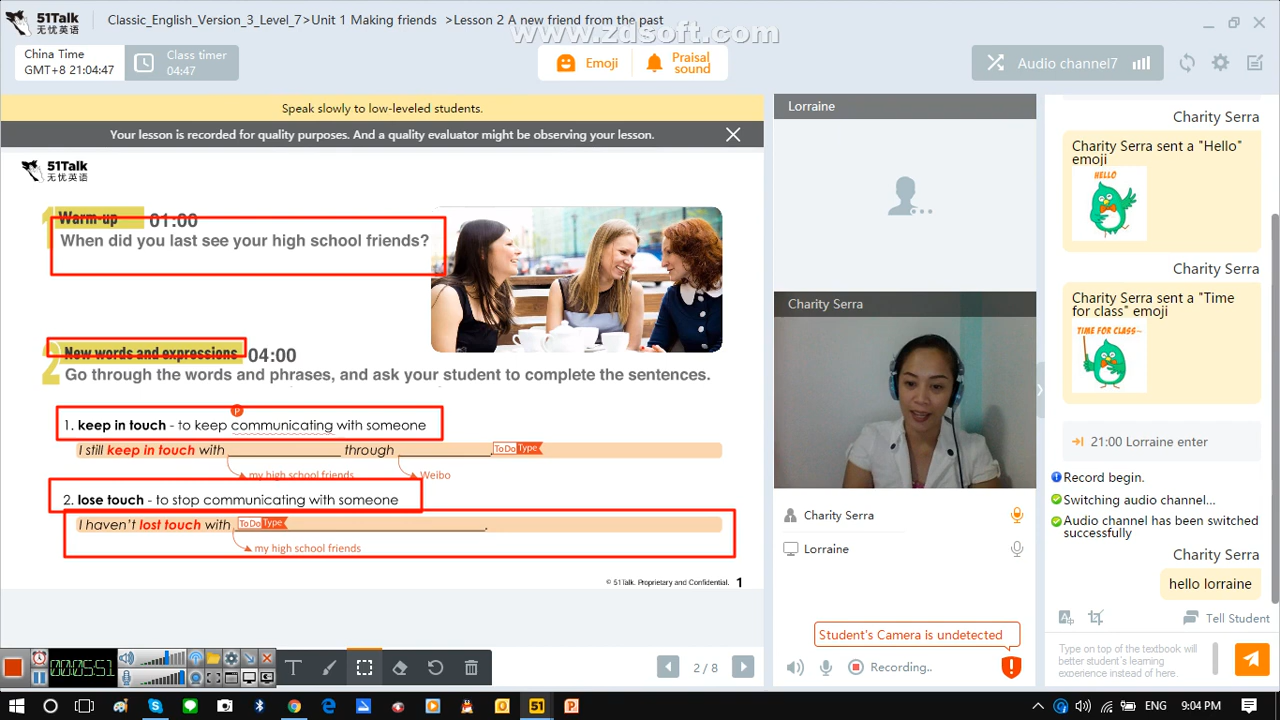 51Talk
无忧英语
Classic_English_Version_3_Level_7>Unit 1 Making friends >Lesson 2 A new friend from the past
www.zdsoft.com
China Time
GMT+8 21:04:47
Class timer
04:47
Emoji
Praisal
sound
Audio channel7
Speak slowly to low-leveled students.
Your lesson is recorded for quality purposes. And a quality evaluator might be observing your lesson.
51Talk
无忧英语
1 Warm-up 01:00
When did you last see your high school friends?
2 New words and expressions 04:00
Go through the words and phrases, and ask your student to complete the sentences.
P
1. keep in touch - to keep communicating with someone
I still keep in touch with ____________ through ____________. ToDo Type
my high school friends Weibo
2. lose touch - to stop communicating with someone
I haven't lost touch with ToDo Type ____________.
my high school friends
© 51Talk. Proprietary and Confidential. 1
00:05:51
2 / 8
Lorraine
Charity Serra
Charity Serra
Lorraine
Student's Camera is undetected
Recording..
Charity Serra
Charity Serra sent a "Hello"
emoji
HELLO
Charity Serra
Charity Serra sent a "Time
for class" emoji
TIME FOR CLASS~
21:00 Lorraine enter
Record begin.
Switching audio channel...
Audio channel has been switched
successfully
Charity Serra
hello lorraine
Tell Student
Type on top of the textbook will
better student's learning
experience instead of here.
51
ENG
9:04 PM